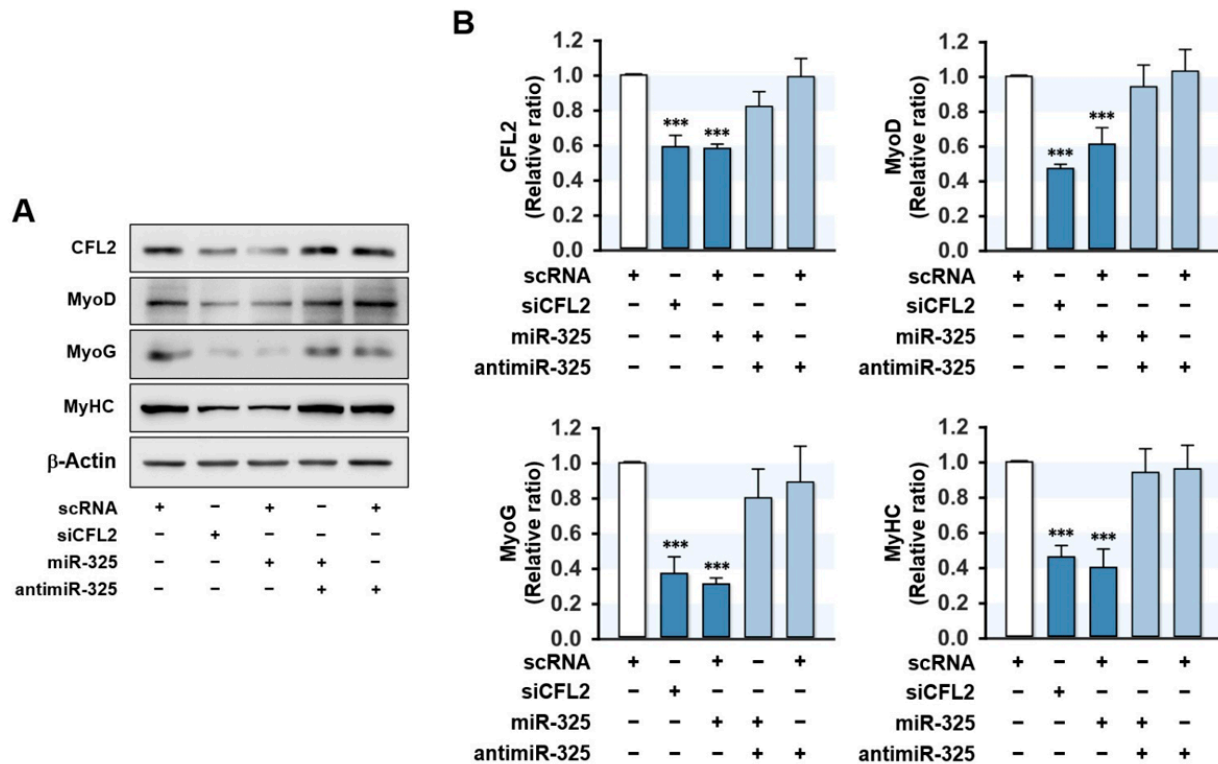 A
CFL2
MyoD
MyoG
MyHC
β-Actin
scRNA + – + – +
siCFL2 – + – – –
miR-325 – – + + –
antimiR-325 – – – + +
B
CFL2
(Relative ratio)
1.2
1.0
0.8
0.6
0.4
0.2
0.0
*** ***
scRNA + – + – +
siCFL2 – + – – –
miR-325 – – + + –
antimiR-325 – – – + +
MyoD
(Relative ratio)
1.2
1.0
0.8
0.6
0.4
0.2
0.0
*** ***
scRNA + – + – +
siCFL2 – + – – –
miR-325 – – + + –
antimiR-325 – – – + +
MyoG
(Relative ratio)
1.2
1.0
0.8
0.6
0.4
0.2
0.0
*** ***
scRNA + – + – +
siCFL2 – + – – –
miR-325 – – + + –
antimiR-325 – – – + +
MyHC
(Relative ratio)
1.2
1.0
0.8
0.6
0.4
0.2
0.0
*** ***
scRNA + – + – +
siCFL2 – + – – –
miR-325 – – + + –
antimiR-325 – – – + +